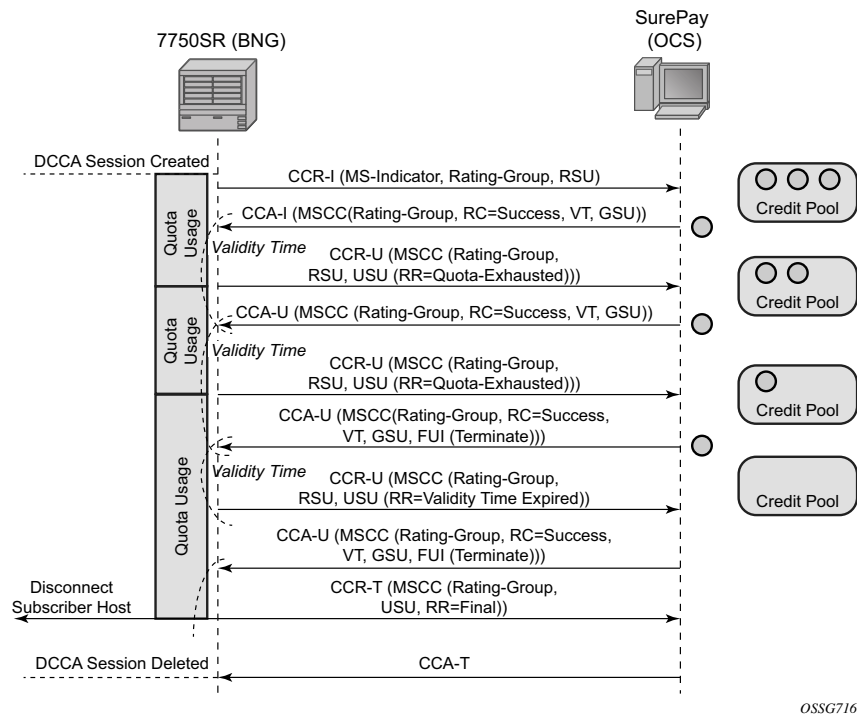 SurePay
(OCS)
7750SR (BNG)
DCCA Session Created
CCR-I (MS-Indicator, Rating-Group, RSU)
Credit Pool
Quota
Usage
CCA-I (MSCC(Rating-Group, RC=Success, VT, GSU))
Validity Time
CCR-U (MSCC (Rating-Group,
RSU, USU (RR=Quota-Exhausted)))
Credit Pool
Quota
Usage
CCA-U (MSCC (Rating-Group, RC=Success, VT, GSU))
Validity Time
CCR-U (MSCC (Rating-Group,
RSU, USU (RR=Quota-Exhausted)))
Credit Pool
CCA-U (MSCC(Rating-Group, RC=Success,
VT, GSU, FUI (Terminate)))
Quota Usage
Validity Time
CCR-U (MSCC (Rating-Group,
RSU, USU (RR=Validity Time Expired))
Credit Pool
CCA-U (MSCC (Rating-Group, RC=Success,
VT, GSU, FUI (Terminate)))
Disconnect
Subscriber Host
CCR-T (MSCC (Rating-Group,
USU, RR=Final))
DCCA Session Deleted
CCA-T
OSSG716